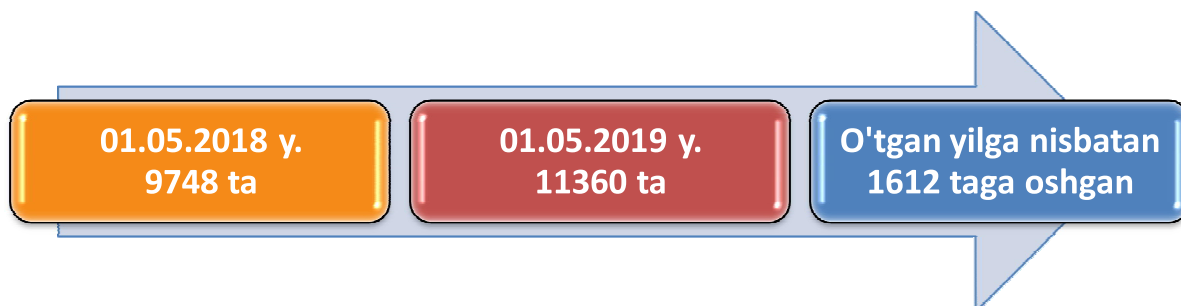 01.05.2018 y.
9748 ta
01.05.2019 y.
11360 ta
O'tgan yilga nisbatan
1612 taga oshgan